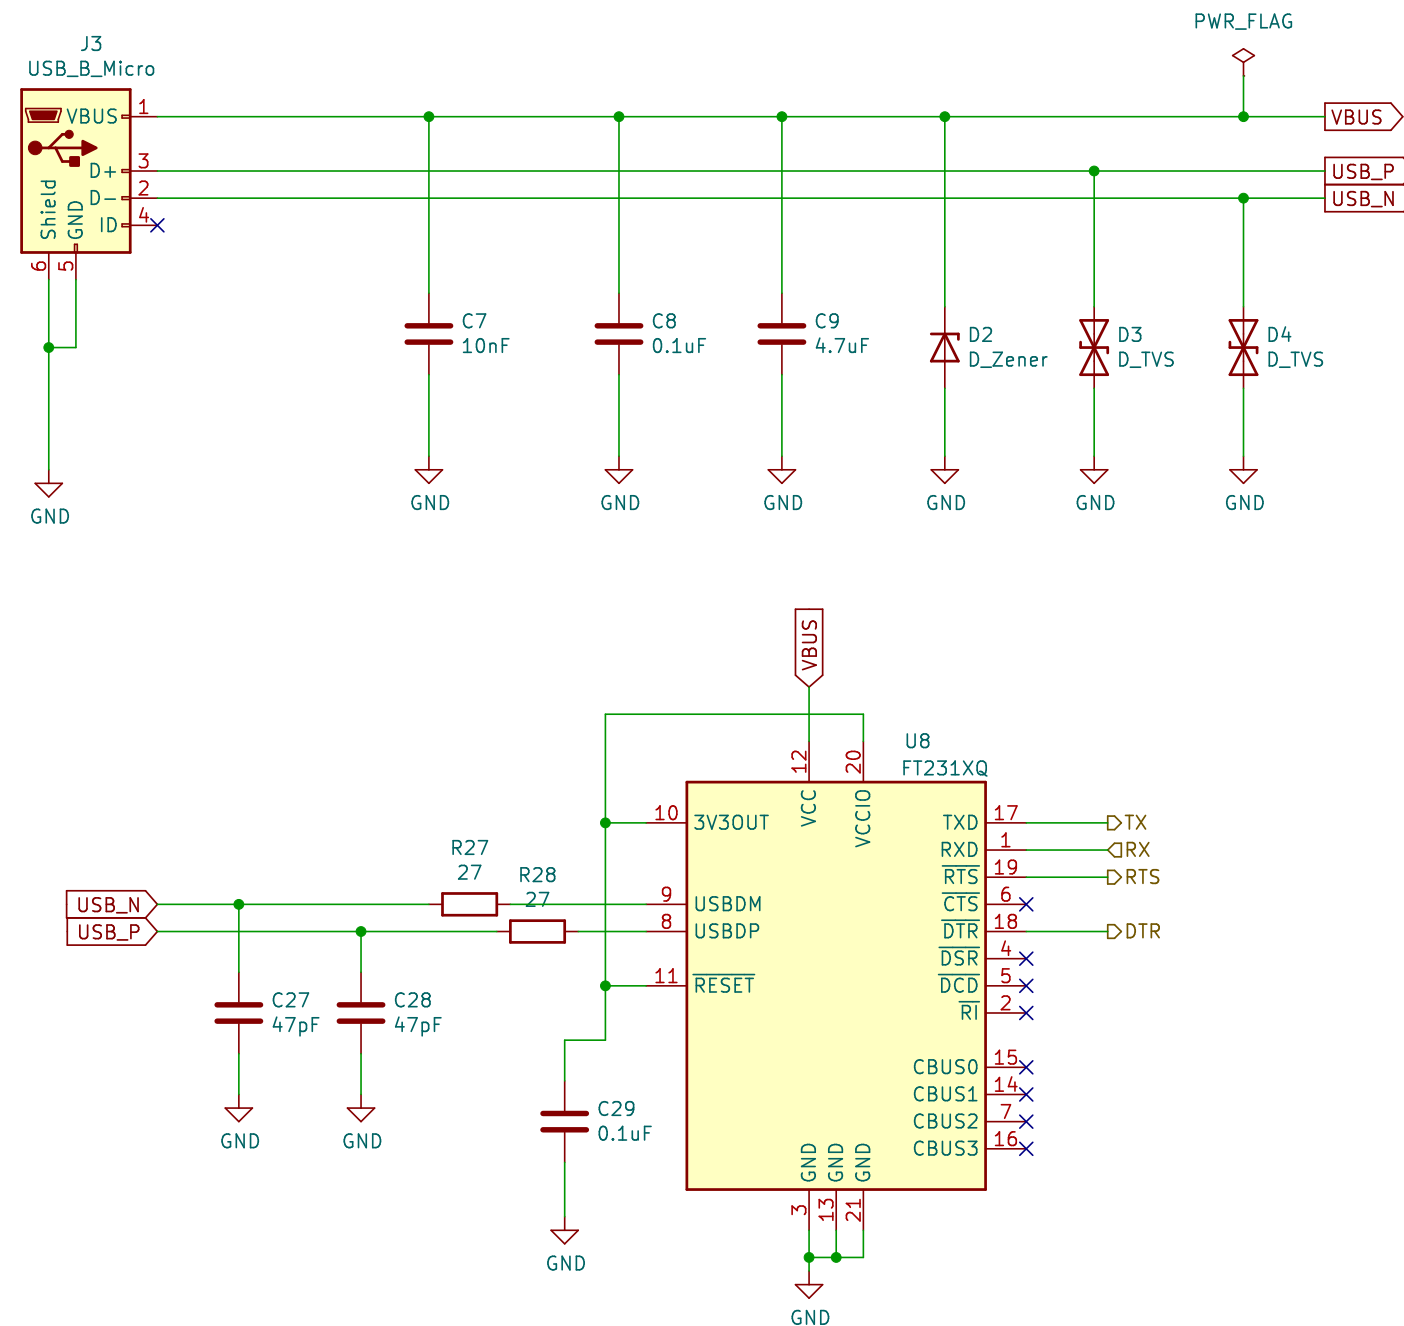 PWR_FLAG
J3
USB_B_Micro
VBUS 1
D+ 3
D- 2
ID 4
Shield
GND
6
5
VBUS
USB_P
USB_N
C7
10nF
C8
0.1uF
C9
4.7uF
D2
D_Zener
D3
D_TVS
D4
D_TVS
GND
GND
GND
GND
GND
GND
GND
VBUS
U8
FT231XQ
12
20
VCC
VCCIO
10 3V3OUT
9 USBDM
8 USBDP
11 RESET
TXD 17 TX
RXD 1 RX
RTS 19 RTS
CTS 6
DTR 18 DTR
DSR 4
DCD 5
RI 2
CBUS0 15
CBUS1 14
CBUS2 7
CBUS3 16
GND
GND
GND
3
13
21
GND
R27
27
R28
27
USB_N
USB_P
C27
47pF
C28
47pF
GND
GND
C29
0.1uF
GND